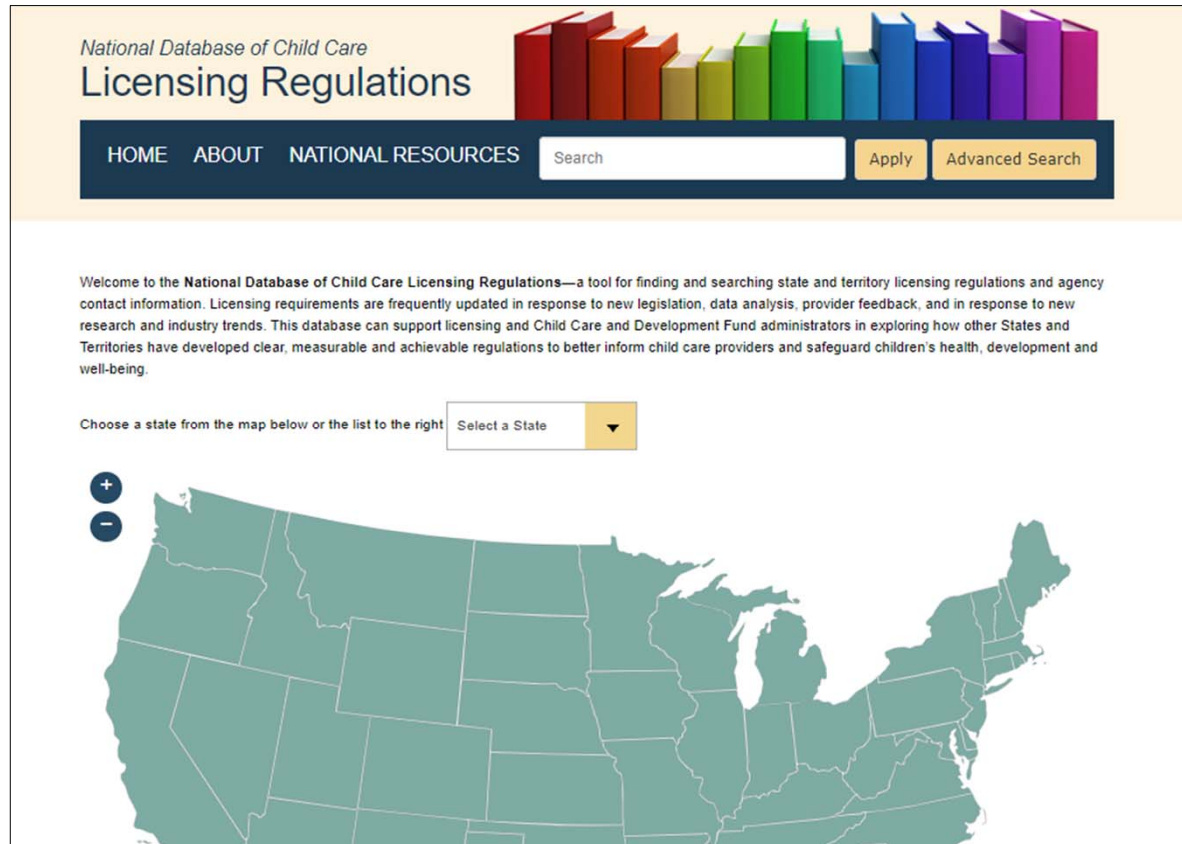 National Database of Child Care
Licensing Regulations
HOME ABOUT NATIONAL RESOURCES Search Apply Advanced Search
Welcome to the National Database of Child Care Licensing Regulations—a tool for finding and searching state and territory licensing regulations and agency
contact information. Licensing requirements are frequently updated in response to new legislation, data analysis, provider feedback, and in response to new
research and industry trends. This database can support licensing and Child Care and Development Fund administrators in exploring how other States and
Territories have developed clear, measurable and achievable regulations to better inform child care providers and safeguard children's health, development and
well-being.
Choose a state from the map below or the list to the right Select a State
+
−